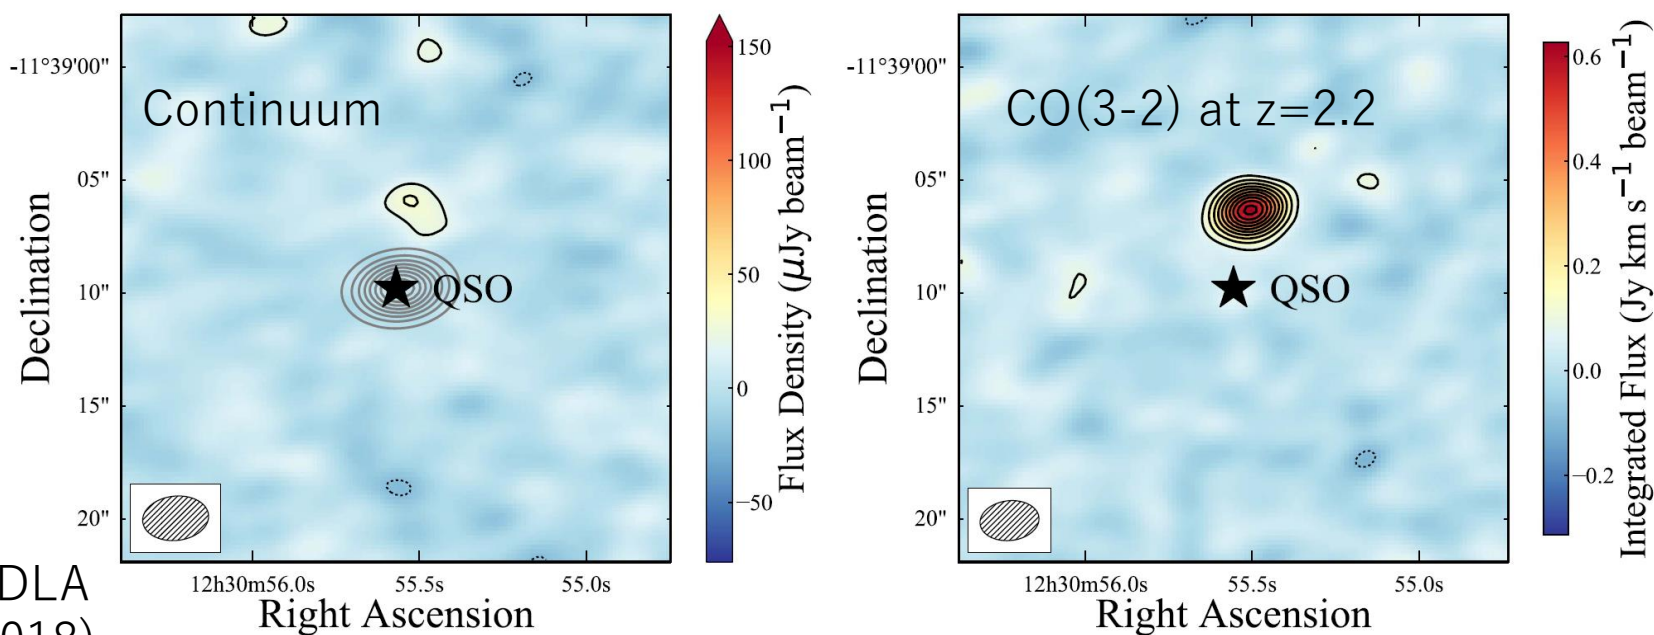 Continuum
-11°39'00"
05"
10"
15"
20"
Declination
QSO
12h30m56.0s
55.5s
55.0s
Right Ascension
150
100
50
0
−50
Flux Density (μJy beam⁻¹)
CO(3-2) at z=2.2
-11°39'00"
05"
10"
15"
20"
Declination
QSO
12h30m56.0s
55.5s
55.0s
Right Ascension
0.6
0.4
0.2
0.0
−0.2
Integrated Flux (Jy km s⁻¹ beam⁻¹)
DLA
018)